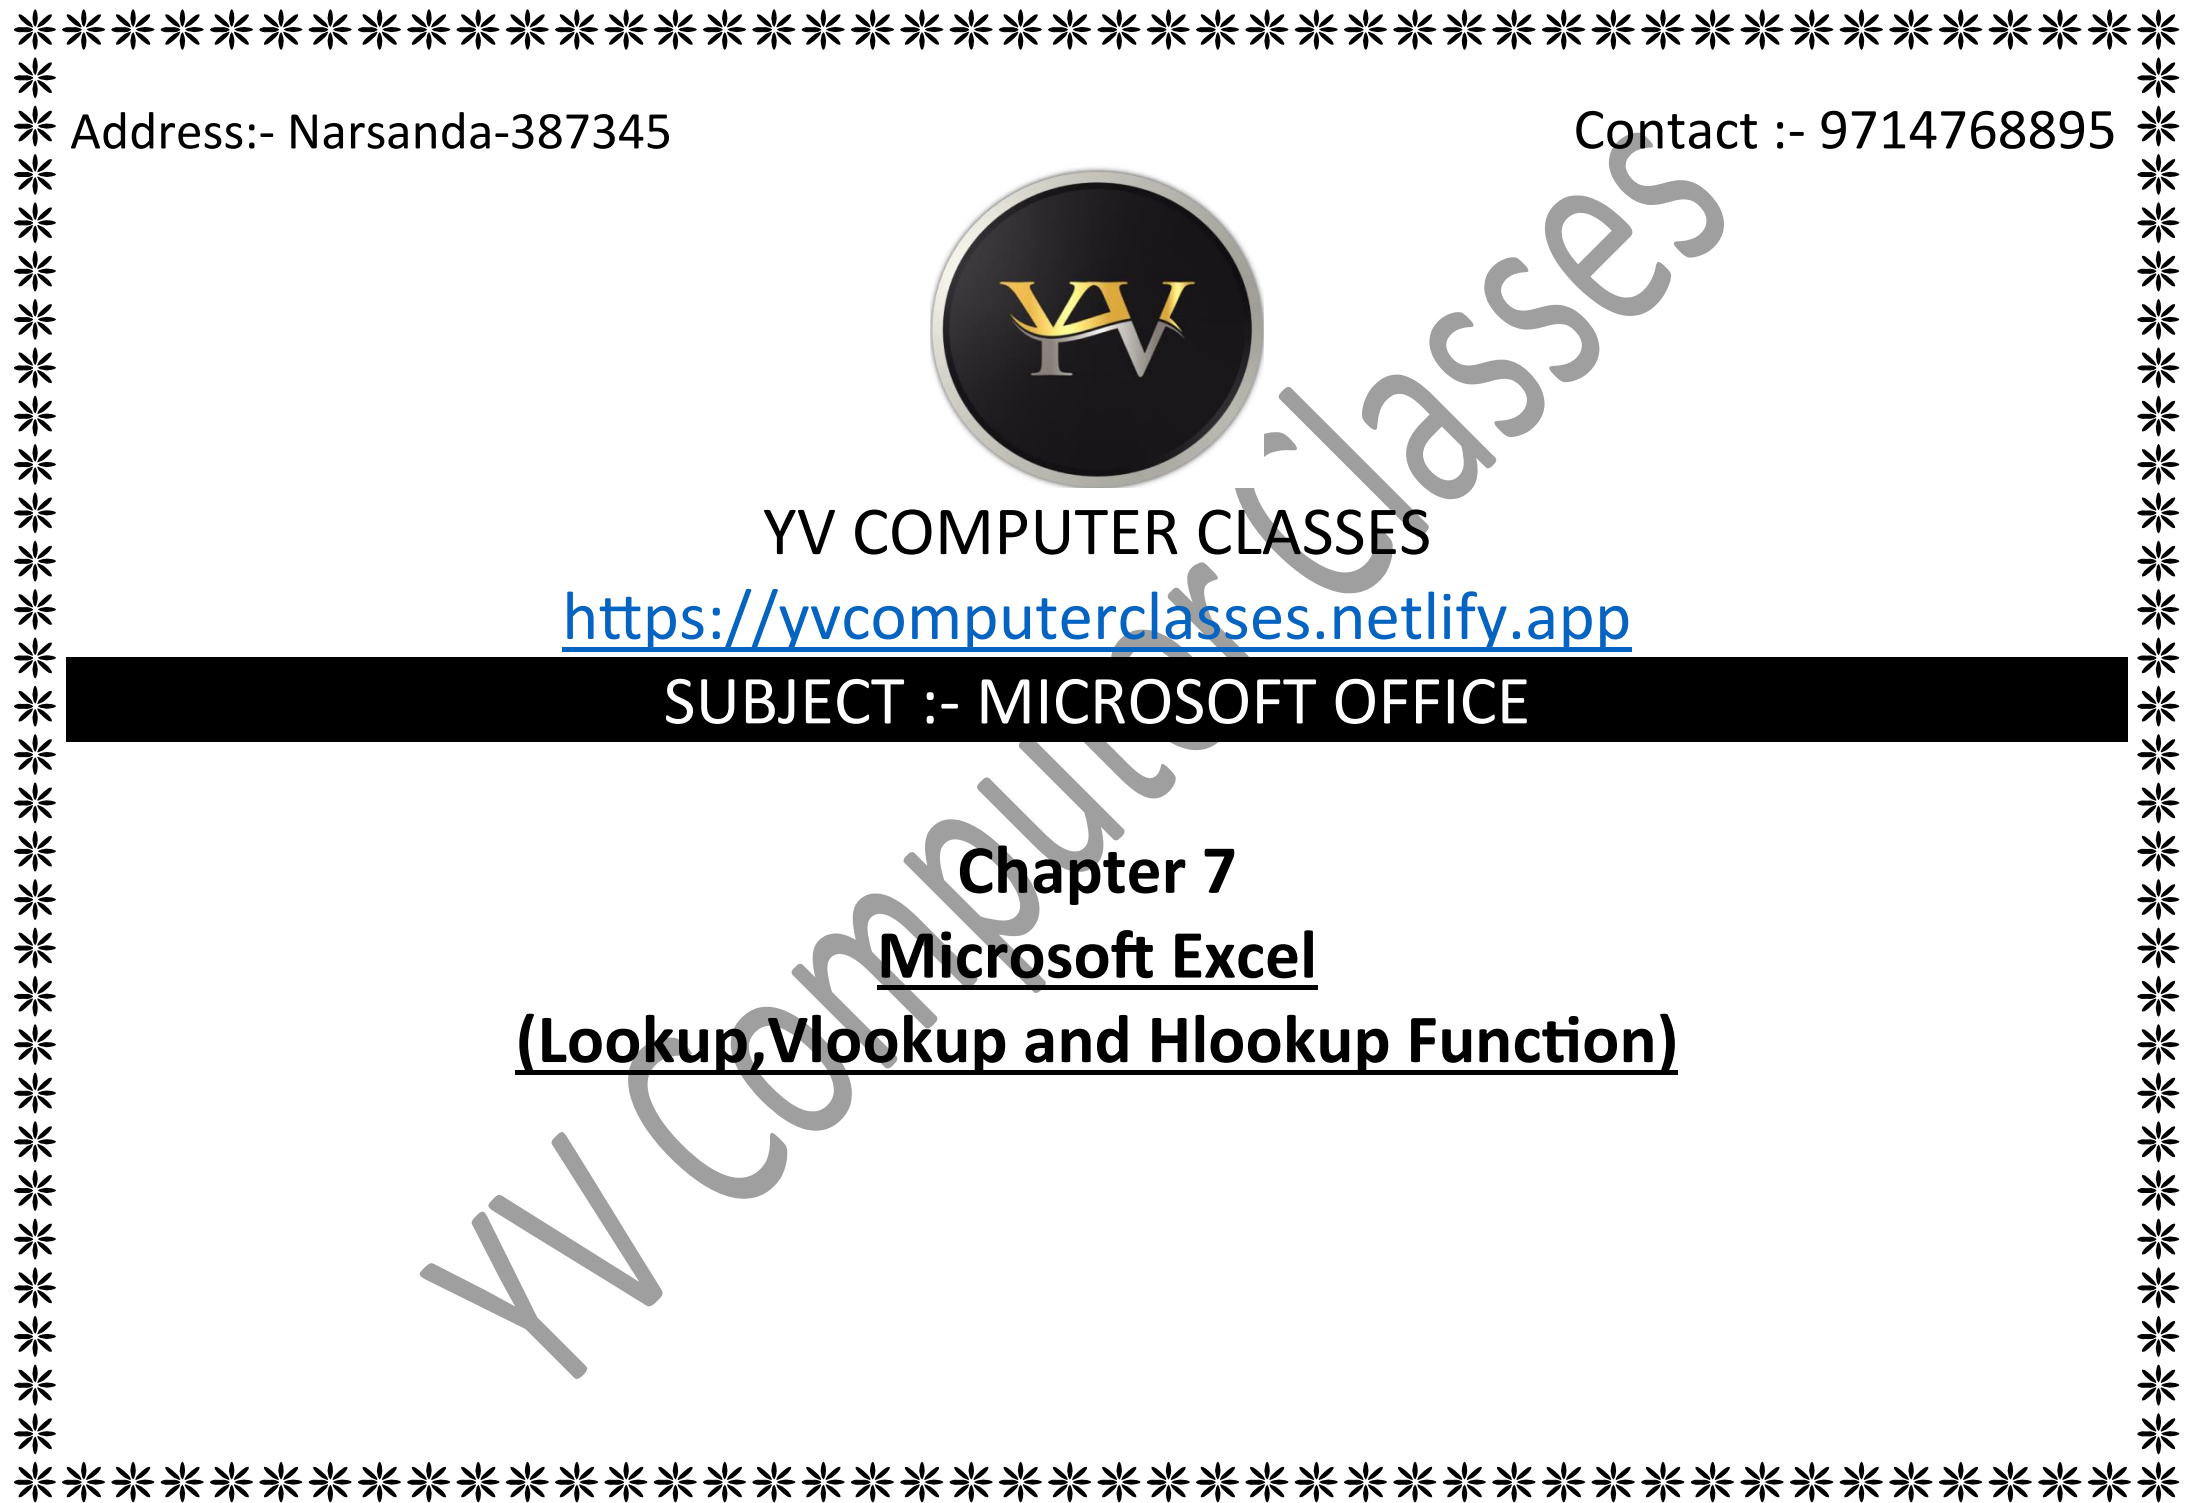 Address:- Narsanda-387345
Contact :- 9714768895
YV
YV COMPUTER CLASSES
https://yvcomputerclasses.netlify.app
SUBJECT :- MICROSOFT OFFICE
Chapter 7
Microsoft Excel
(Lookup,Vlookup and Hlookup Function)
YV Computer Classes